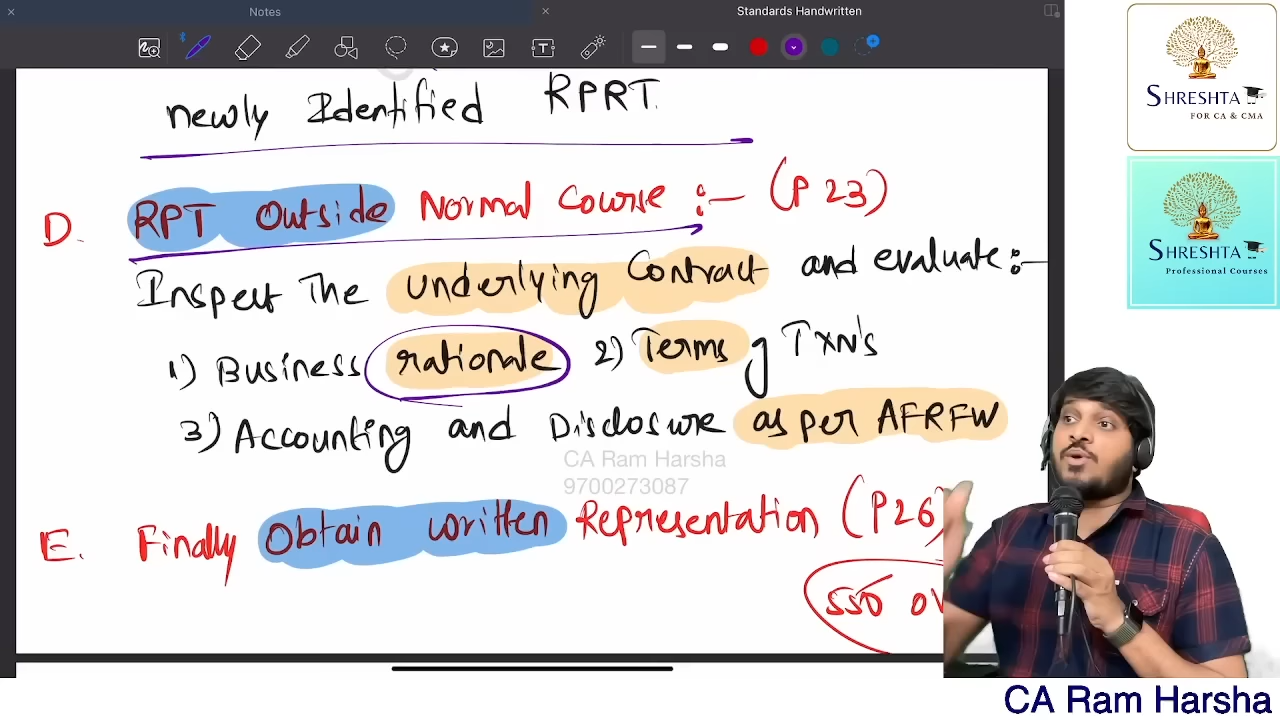 Notes
Standards Handwritten
newly Identified RPRT.
D. RPT Outside Normal Course :- (P 23)
Inspect The underlying Contract and evaluate :-
1) Business rationale 2) Terms of TXN's
3) Accounting and Disclosure as per AFRFW
CA Ram Harsha
9700273087
E. Finally Obtain written Representation (P26)
550
SHRESHTA
FOR CA & CMA
SHRESHTA
Professional Courses
CA Ram Harsha